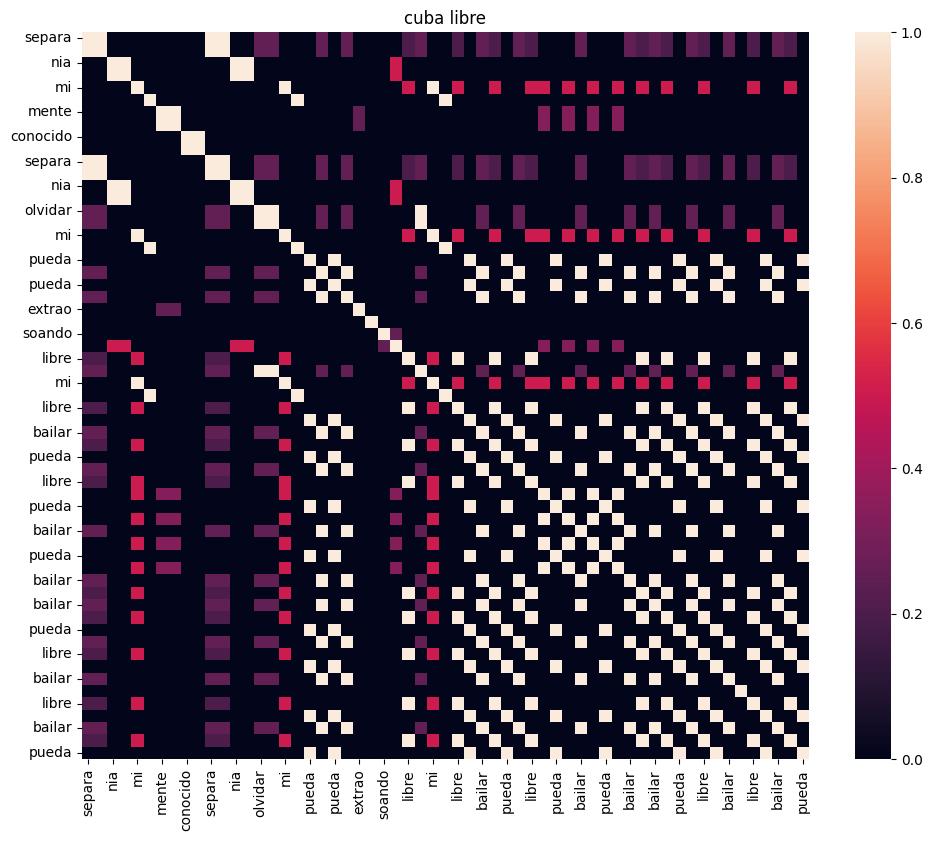 cuba libre
separa
nia
mi
mente
conocido
separa
nia
olvidar
mi
pueda
pueda
extrao
soando
libre
mi
libre
bailar
pueda
libre
pueda
bailar
pueda
bailar
bailar
pueda
libre
bailar
libre
bailar
pueda
separa
nia
mi
mente
conocido
separa
nia
olvidar
mi
pueda
pueda
extrao
soando
libre
mi
libre
bailar
pueda
libre
pueda
bailar
pueda
bailar
bailar
pueda
libre
bailar
libre
bailar
pueda
1.0
0.8
0.6
0.4
0.2
0.0